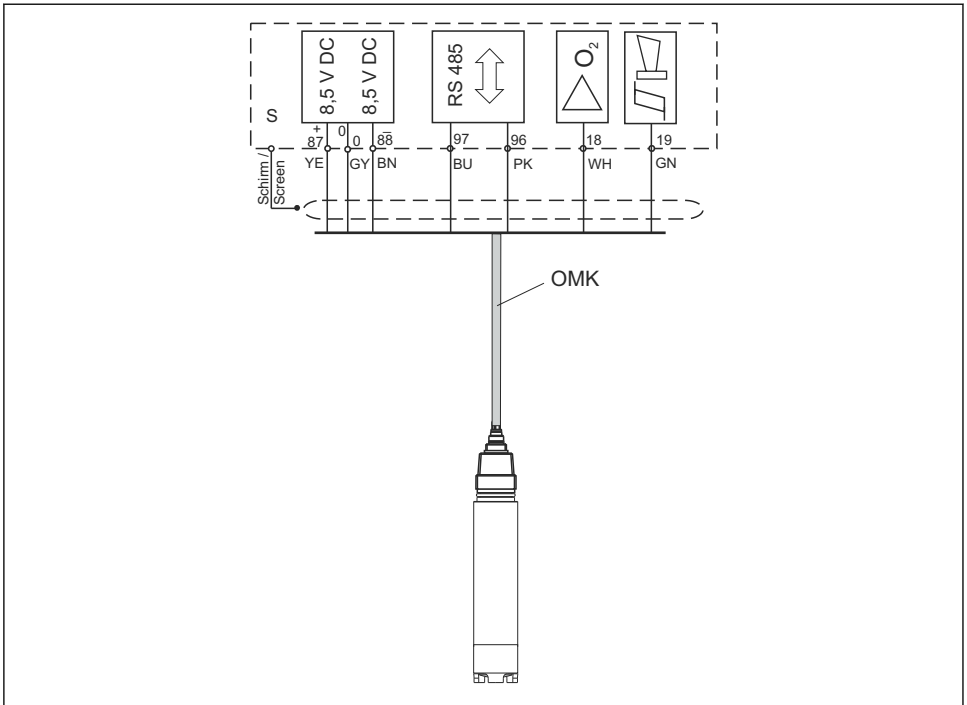 8,5 V DC
8,5 V DC
RS 485
O₂
S
+
87
0
0
–
88
97
96
18
19
YE
GY
BN
BU
PK
WH
GN
Schirm /
Screen
OMK